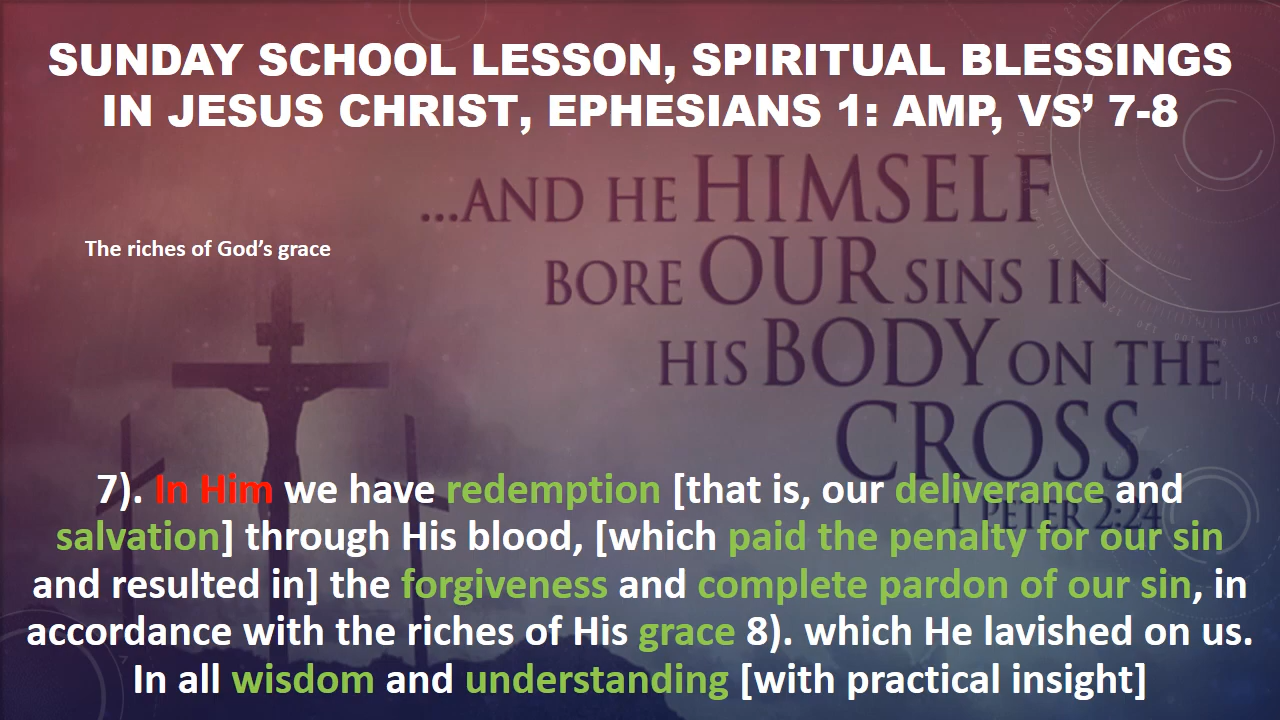 SUNDAY SCHOOL LESSON, SPIRITUAL BLESSINGS
IN JESUS CHRIST, EPHESIANS 1: AMP, VS’ 7-8
...AND HE HIMSELF
The riches of God’s grace
BORE OUR SINS IN
HIS BODY ON THE
CROSS.
1 PETER 2:24
7). In Him we have redemption [that is, our deliverance and
salvation] through His blood, [which paid the penalty for our sin
and resulted in] the forgiveness and complete pardon of our sin, in
accordance with the riches of His grace 8). which He lavished on us.
In all wisdom and understanding [with practical insight]